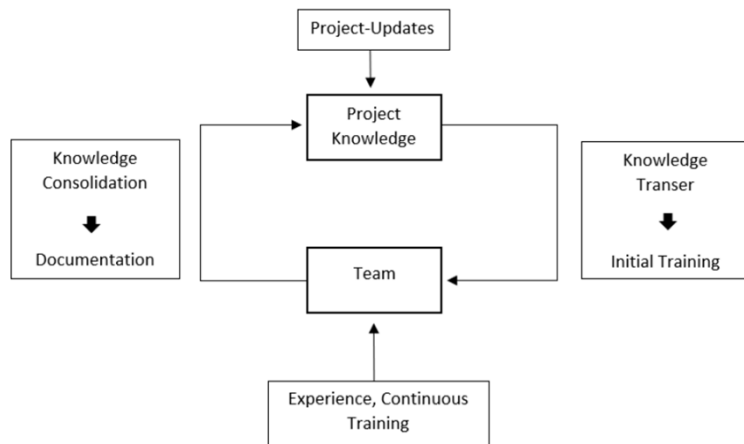 Project-Updates
Project
Knowledge
Knowledge
Consolidation
Documentation
Knowledge
Transer
Initial Training
Team
Experience, Continuous
Training